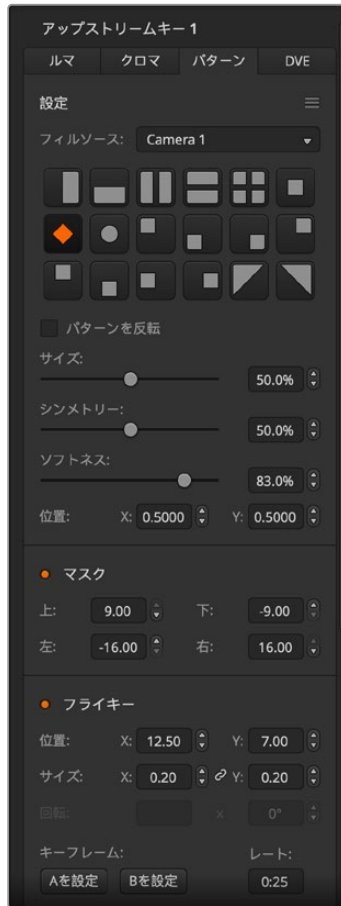 アップストリームキー 1
ルマ クロマ パターン DVE
設定
フィルソース: Camera 1
パターンを反転
サイズ:
50.0%
シンメトリー:
50.0%
ソフトネス:
83.0%
位置: X: 0.5000 Y: 0.5000
マスク
上: 9.00 下: -9.00
左: -16.00 右: 16.00
フライキー
位置: X: 12.50 Y: 7.00
サイズ: X: 0.20 Y: 0.20
回転: x 0°
キーフレーム: レート:
Aを設定 Bを設定 0:25